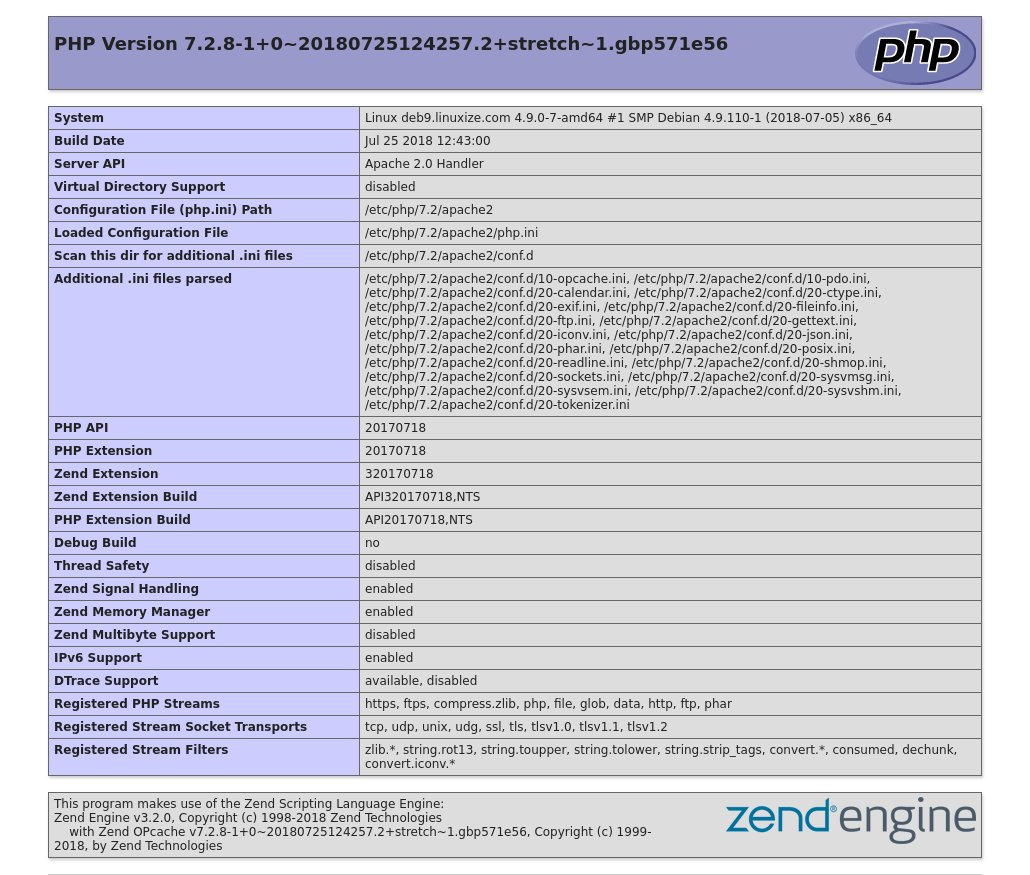 PHP Version 7.2.8-1+0~20180725124257.2+stretch~1.gbp571e56
php
System Linux deb9.linuxize.com 4.9.0-7-amd64 #1 SMP Debian 4.9.110-1 (2018-07-05) x86_64
Build Date Jul 25 2018 12:43:00
Server API Apache 2.0 Handler
Virtual Directory Support disabled
Configuration File (php.ini) Path /etc/php/7.2/apache2
Loaded Configuration File /etc/php/7.2/apache2/php.ini
Scan this dir for additional .ini files /etc/php/7.2/apache2/conf.d
Additional .ini files parsed /etc/php/7.2/apache2/conf.d/10-opcache.ini, /etc/php/7.2/apache2/conf.d/10-pdo.ini,
/etc/php/7.2/apache2/conf.d/20-calendar.ini, /etc/php/7.2/apache2/conf.d/20-ctype.ini,
/etc/php/7.2/apache2/conf.d/20-exif.ini, /etc/php/7.2/apache2/conf.d/20-fileinfo.ini,
/etc/php/7.2/apache2/conf.d/20-ftp.ini, /etc/php/7.2/apache2/conf.d/20-gettext.ini,
/etc/php/7.2/apache2/conf.d/20-iconv.ini, /etc/php/7.2/apache2/conf.d/20-json.ini,
/etc/php/7.2/apache2/conf.d/20-phar.ini, /etc/php/7.2/apache2/conf.d/20-posix.ini,
/etc/php/7.2/apache2/conf.d/20-readline.ini, /etc/php/7.2/apache2/conf.d/20-shmop.ini,
/etc/php/7.2/apache2/conf.d/20-sockets.ini, /etc/php/7.2/apache2/conf.d/20-sysvmsg.ini,
/etc/php/7.2/apache2/conf.d/20-sysvsem.ini, /etc/php/7.2/apache2/conf.d/20-sysvshm.ini,
/etc/php/7.2/apache2/conf.d/20-tokenizer.ini
PHP API 20170718
PHP Extension 20170718
Zend Extension 320170718
Zend Extension Build API320170718,NTS
PHP Extension Build API20170718,NTS
Debug Build no
Thread Safety disabled
Zend Signal Handling enabled
Zend Memory Manager enabled
Zend Multibyte Support disabled
IPv6 Support enabled
DTrace Support available, disabled
Registered PHP Streams https, ftps, compress.zlib, php, file, glob, data, http, ftp, phar
Registered Stream Socket Transports tcp, udp, unix, udg, ssl, tls, tlsv1.0, tlsv1.1, tlsv1.2
Registered Stream Filters zlib.*, string.rot13, string.toupper, string.tolower, string.strip_tags, convert.*, consumed, dechunk,
convert.iconv.*
This program makes use of the Zend Scripting Language Engine:
Zend Engine v3.2.0, Copyright (c) 1998-2018 Zend Technologies
with Zend OPcache v7.2.8-1+0~20180725124257.2+stretch~1.gbp571e56, Copyright (c) 1999-
2018, by Zend Technologies
zend®engine